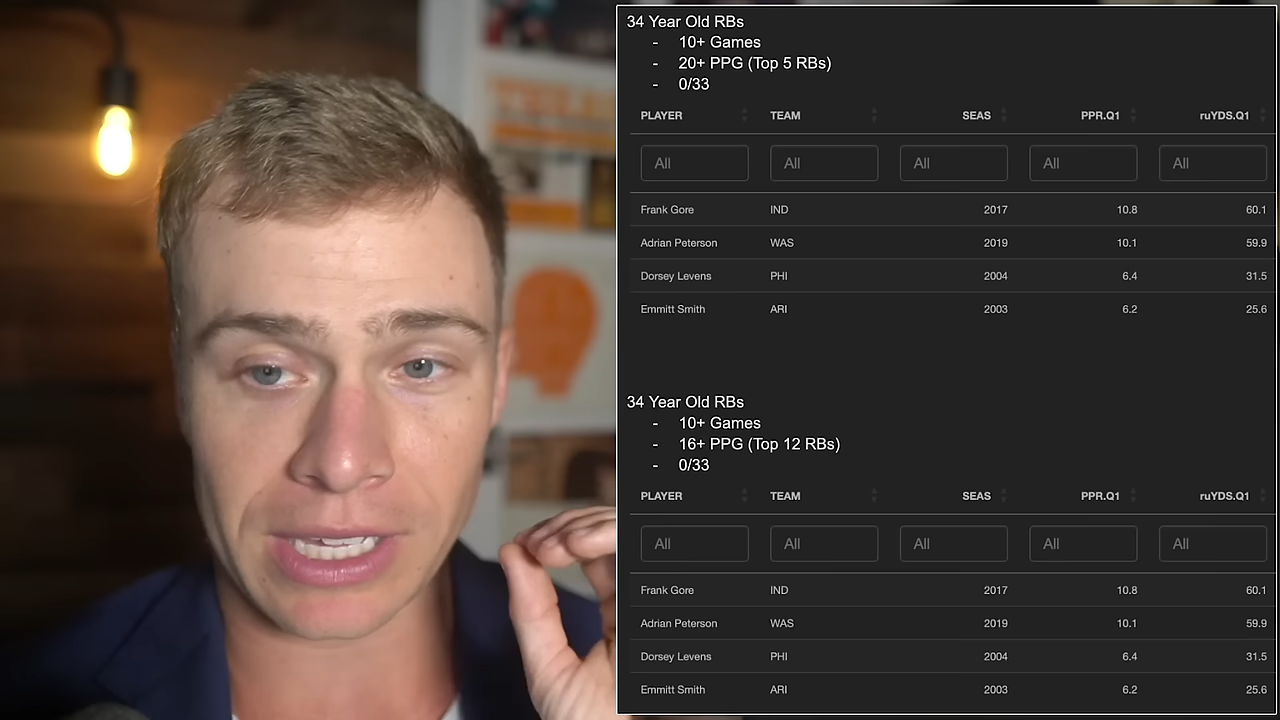 34 Year Old RBs
- 10+ Games
- 20+ PPG (Top 5 RBs)
- 0/33
PLAYER TEAM SEAS PPR.Q1 ruYDS.Q1
All All All All All
Frank Gore IND 2017 10.8 60.1
Adrian Peterson WAS 2019 10.1 59.9
Dorsey Levens PHI 2004 6.4 31.5
Emmitt Smith ARI 2003 6.2 25.6
34 Year Old RBs
- 10+ Games
- 16+ PPG (Top 12 RBs)
- 0/33
PLAYER TEAM SEAS PPR.Q1 ruYDS.Q1
All All All All All
Frank Gore IND 2017 10.8 60.1
Adrian Peterson WAS 2019 10.1 59.9
Dorsey Levens PHI 2004 6.4 31.5
Emmitt Smith ARI 2003 6.2 25.6